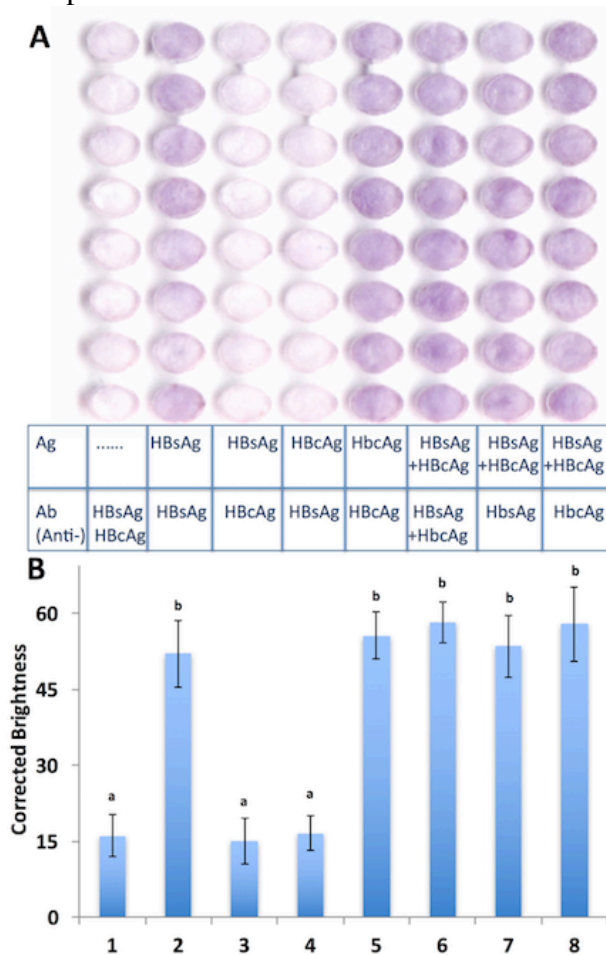 A
Ag ...... HBsAg HBsAg HBcAg HbcAg HBsAg +HBcAg HBsAg +HBcAg HBsAg +HBcAg
Ab (Anti-) HBsAg HBcAg HBsAg HBcAg HBsAg HBcAg HBsAg +HbcAg HbsAg HbcAg
B
Corrected Brightness
60
45
30
15
0
a b a a b b b b
1 2 3 4 5 6 7 8